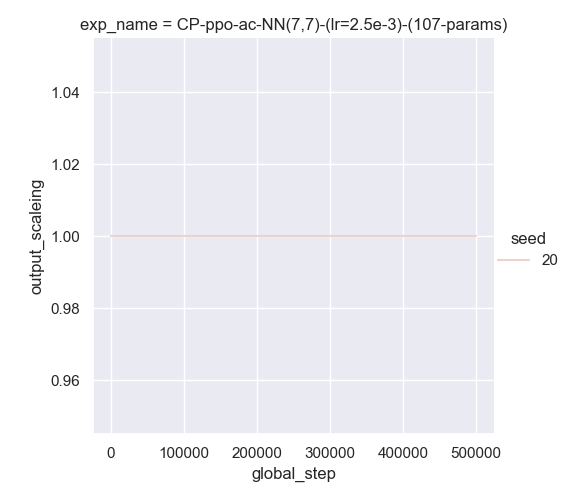 exp_name = CP-ppo-ac-NN(7,7)-(lr=2.5e-3)-(107-params)
1.04
1.02
1.00
0.98
0.96
output_scaleing
0 100000 200000 300000 400000 500000
global_step
seed
20